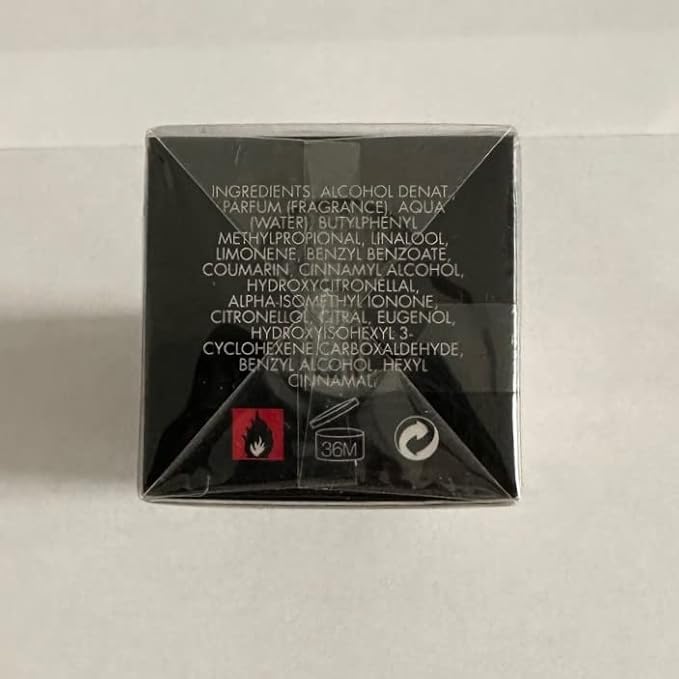 INGREDIENTS: ALCOHOL DENAT.,
PARFUM (FRAGRANCE), AQUA
(WATER), BUTYLPHENYL
METHYLPROPIONAL, LINALOOL,
LIMONENE, BENZYL BENZOATE,
COUMARIN, CINNAMYL ALCOHOL,
HYDROXYCITRONELLAL,
ALPHA-ISOMETHYL IONONE,
CITRONELLOL, CITRAL, EUGENOL,
HYDROXYISOHEXYL 3-
CYCLOHEXENE CARBOXALDEHYDE,
BENZYL ALCOHOL, HEXYL
CINNAMAL.
36M